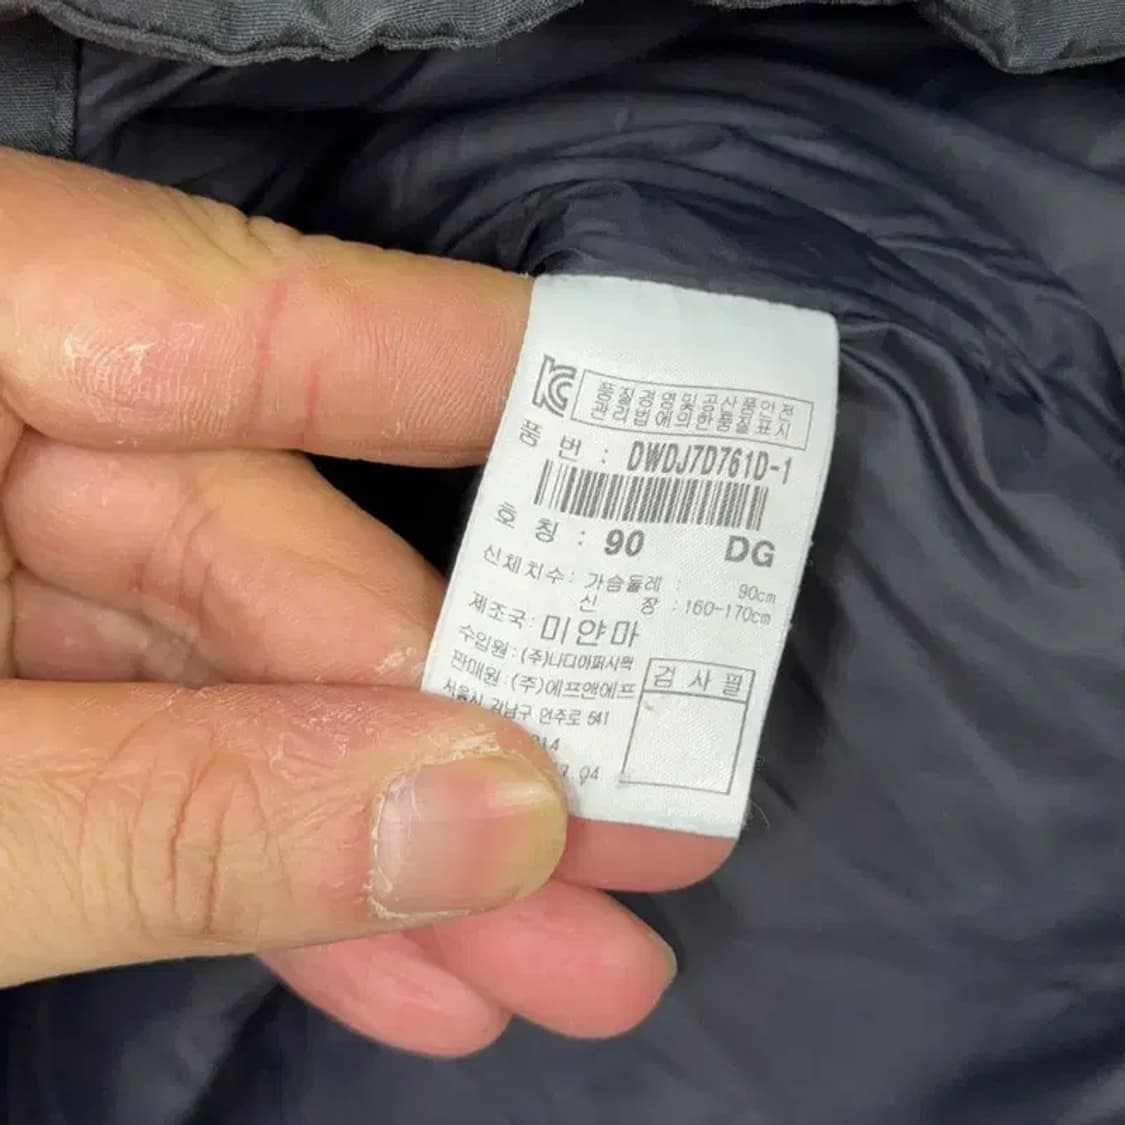 품질경영및공산품안전
관리법에의한품질표시
품 번 : DWDJ7D761D-1
호 칭 : 90 DG
신체치수: 가슴둘레 : 90cm
신 장 :160-170cm
제조국: 미얀마
수입원 : (주)나디아퍼시픽
판매원 : (주)에프앤에프
서울시 강남구 언주로 541
검 사 필
04